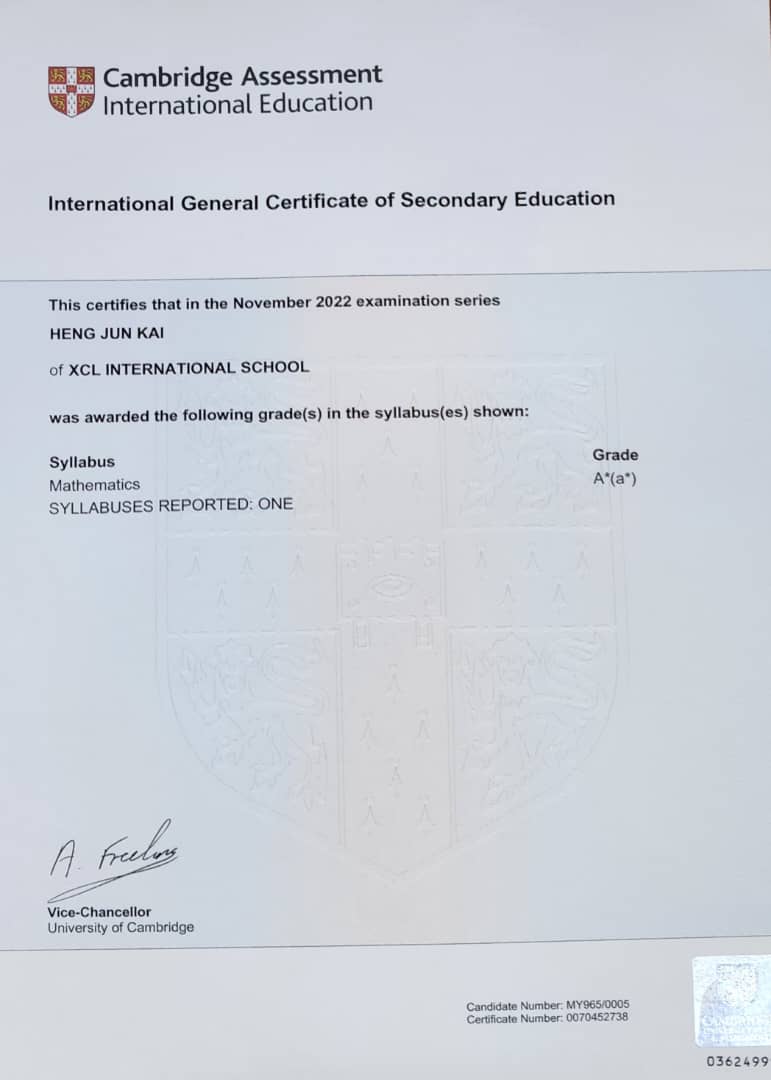 Cambridge Assessment
International Education
International General Certificate of Secondary Education
This certifies that in the November 2022 examination series
HENG JUN KAI
of XCL INTERNATIONAL SCHOOL
was awarded the following grade(s) in the syllabus(es) shown:
Syllabus Grade
Mathematics A*(a*)
SYLLABUSES REPORTED: ONE
A. Freeling
Vice-Chancellor
University of Cambridge
Candidate Number: MY965/0005
Certificate Number: 0070452738
0362499